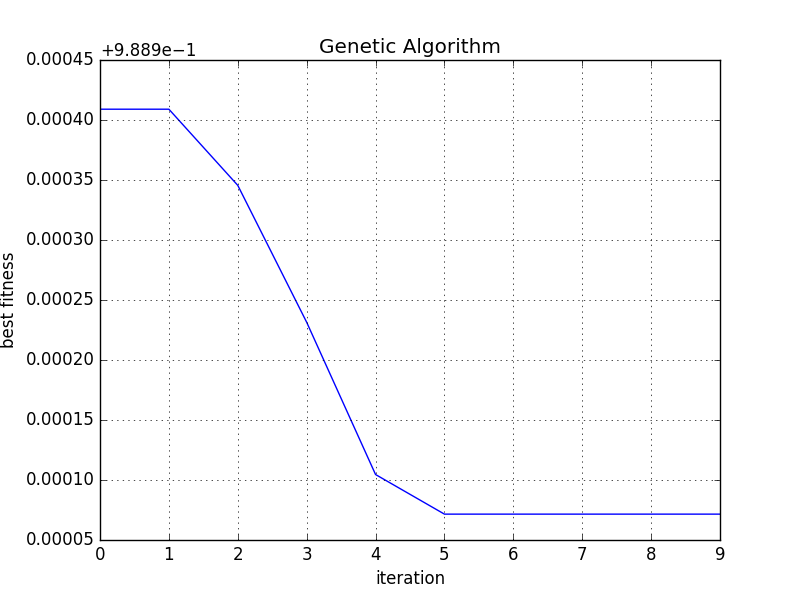 Genetic Algorithm
+9.889e−1
0.00045
0.00040
0.00035
0.00030
0.00025
0.00020
0.00015
0.00010
0.00005
best fitness
0 1 2 3 4 5 6 7 8 9
iteration